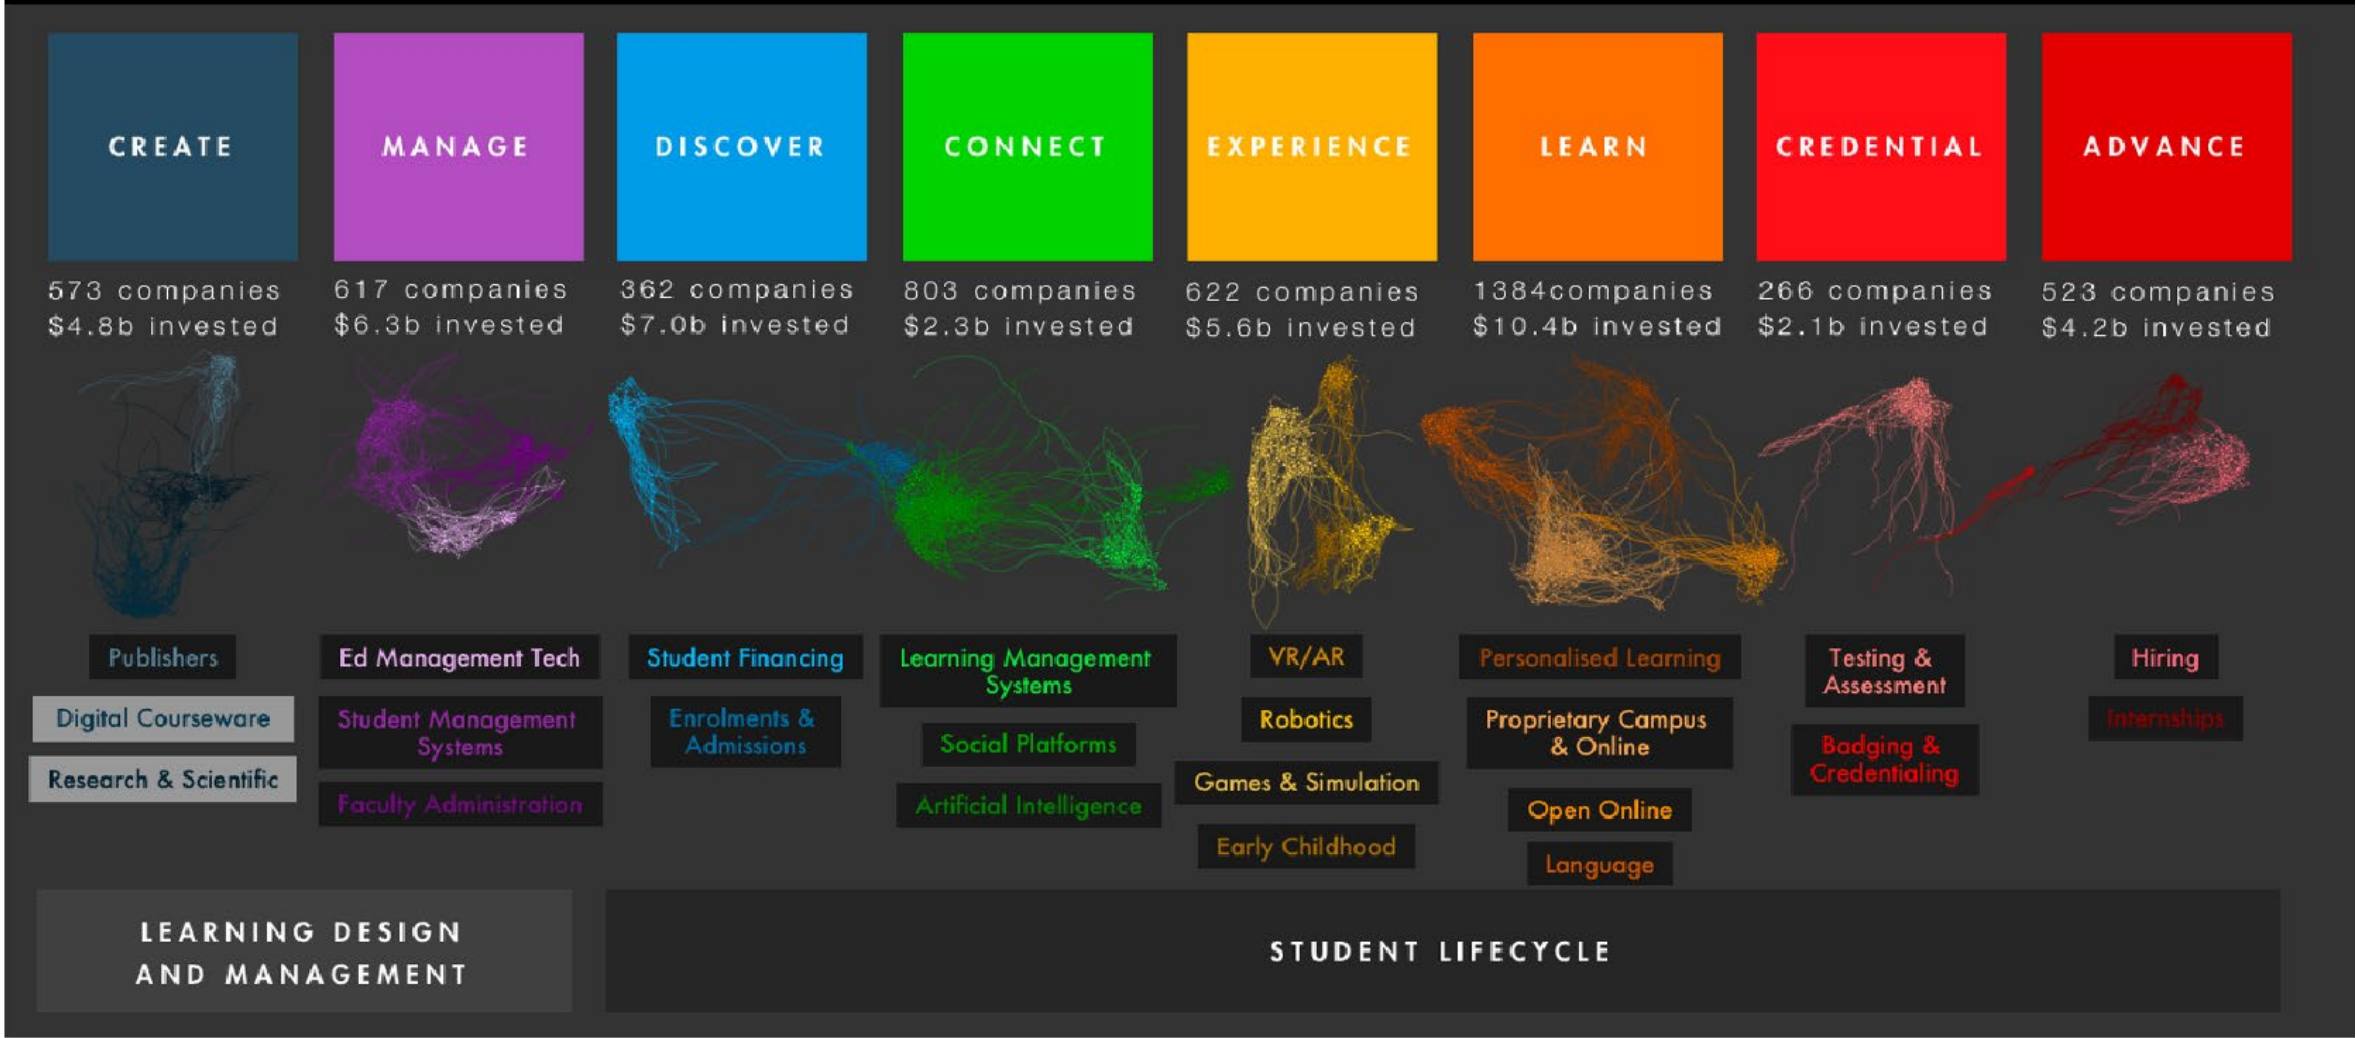 CREATE
573 companies
$4.8b invested
Publishers
Digital Courseware
Research & Scientific
MANAGE
617 companies
$6.3b invested
Ed Management Tech
Student Management
Systems
Faculty Administration
DISCOVER
362 companies
$7.0b invested
Student Financing
Enrolments &
Admissions
CONNECT
803 companies
$2.3b invested
Learning Management
Systems
Social Platforms
Artificial Intelligence
EXPERIENCE
622 companies
$5.6b invested
VR/AR
Robotics
Games & Simulation
Early Childhood
LEARN
1384companies
$10.4b invested
Personalised Learning
Proprietary Campus
& Online
Open Online
Language
CREDENTIAL
266 companies
$2.1b invested
Testing &
Assessment
Badging &
Credentialing
ADVANCE
523 companies
$4.2b invested
Hiring
Internships
LEARNING DESIGN
AND MANAGEMENT
STUDENT LIFECYCLE